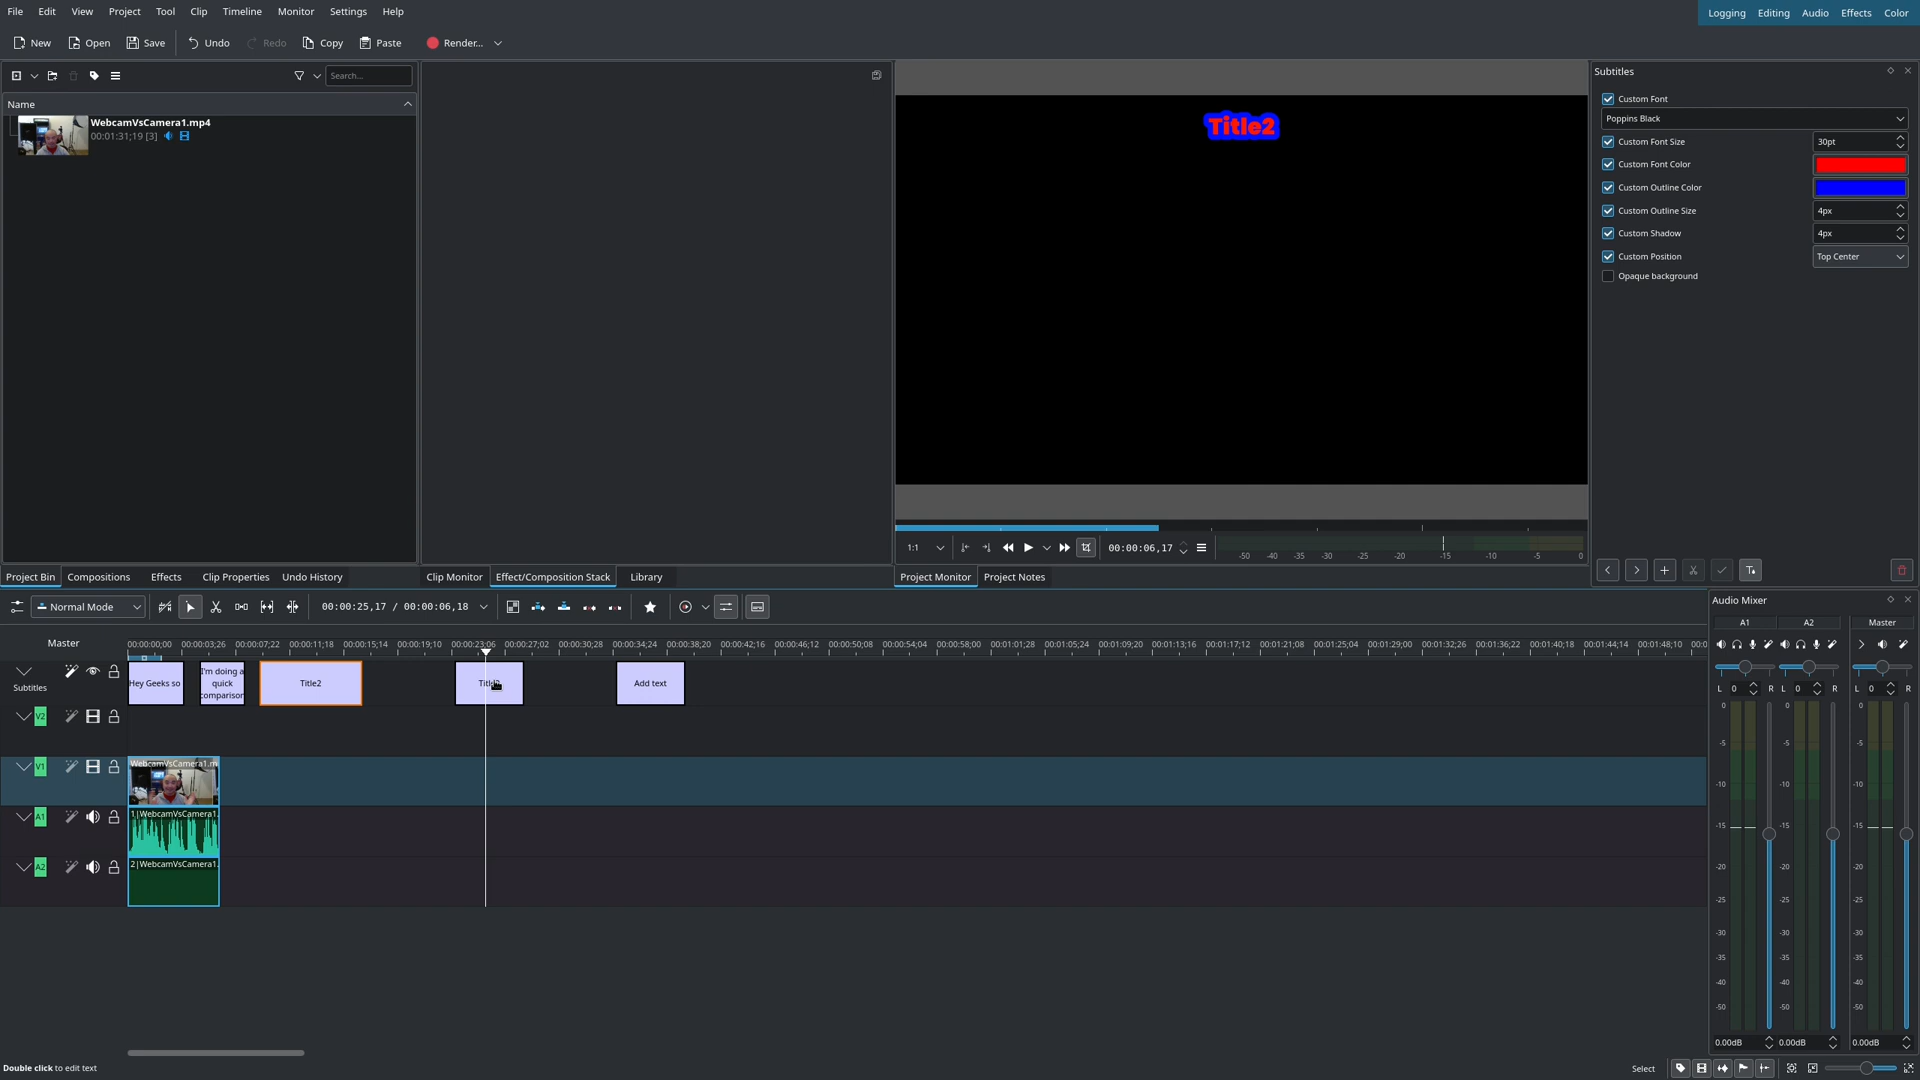 File Edit View Project Tool Clip Timeline Monitor Settings Help
Logging Editing Audio Effects Color
New Open Save Undo Redo Copy Paste Render...
Search...
Name
WebcamVsCamera1.mp4
00:01:31;19 [3]
Title2
Subtitles
Custom Font
Poppins Black
Custom Font Size 30pt
Custom Font Color
Custom Outline Color
Custom Outline Size 4px
Custom Shadow 4px
Custom Position Top Center
Opaque background
1:1 00:00:06,17 -50 -40 -35 -30 -25 -20 -15 -10 -5 0
Project Bin Compositions Effects Clip Properties Undo History Clip Monitor Effect/Composition Stack Library Project Monitor Project Notes
Normal Mode 00:00:25,17 / 00:00:06,18
Audio Mixer
A1 A2 Master
Master
00:00:00;00 00:00:03;26 00:00:07;22 00:00:11;18 00:00:15;14 00:00:19;10 00:00:23;06 00:00:27;02 00:00:30;28 00:00:34;24 00:00:38;20 00:00:42;16 00:00:46;12 00:00:50;08 00:00:54;04 00:00:58;00 00:01:01;28 00:01:05;24 00:01:09;20 00:01:13;16 00:01:17;12 00:01:21;08 00:01:25;04 00:01:29;00 00:01:32;26 00:01:36;22 00:01:40;18 00:01:44;14 00:01:48;10 00:0
Subtitles
Hey Geeks so
I'm doing a
quick
comparison
Title2
Add text
L 0 R L 0 R L 0 R
V2
V1
WebcamVsCamera1.m
A1
1|WebcamVsCamera1.
A2
2|WebcamVsCamera1.
0 0 0
-5 -5 -5
-10 -10 -10
-15 -15 -15
-20 -20 -20
-25 -25 -25
-30 -30 -30
-35 -35 -35
-40 -40 -40
-50 -50 -50
0.00dB 0.00dB 0.00dB
Double click to edit text
Select